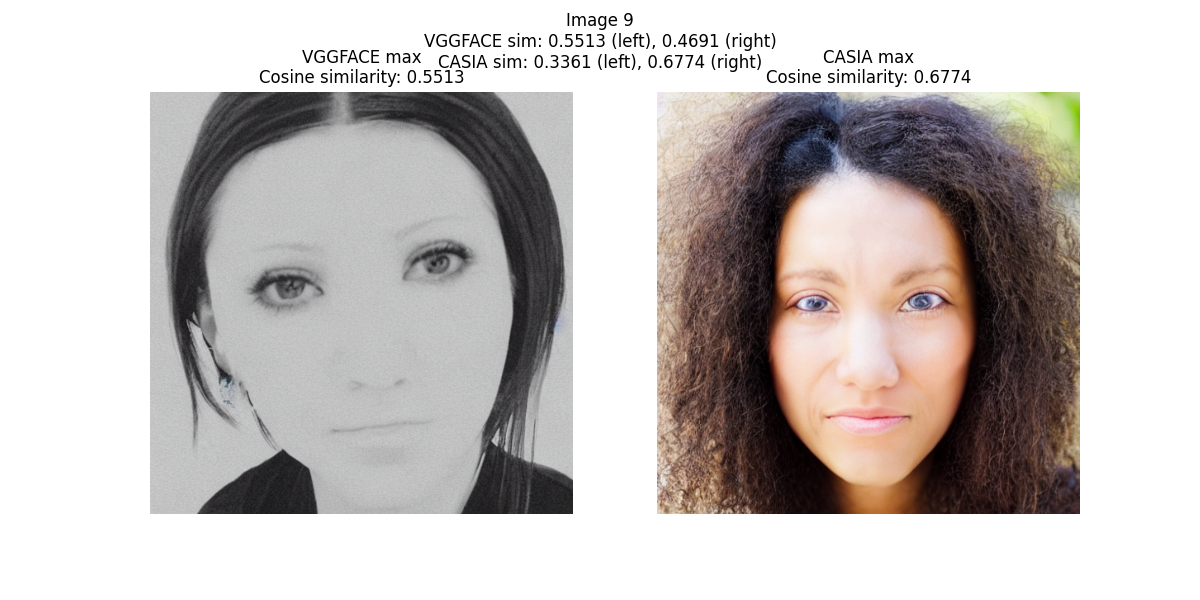 Image 9
VGGFACE sim: 0.5513 (left), 0.4691 (right)
CASIA sim: 0.3361 (left), 0.6774 (right)
VGGFACE max
Cosine similarity: 0.5513
CASIA max
Cosine similarity: 0.6774